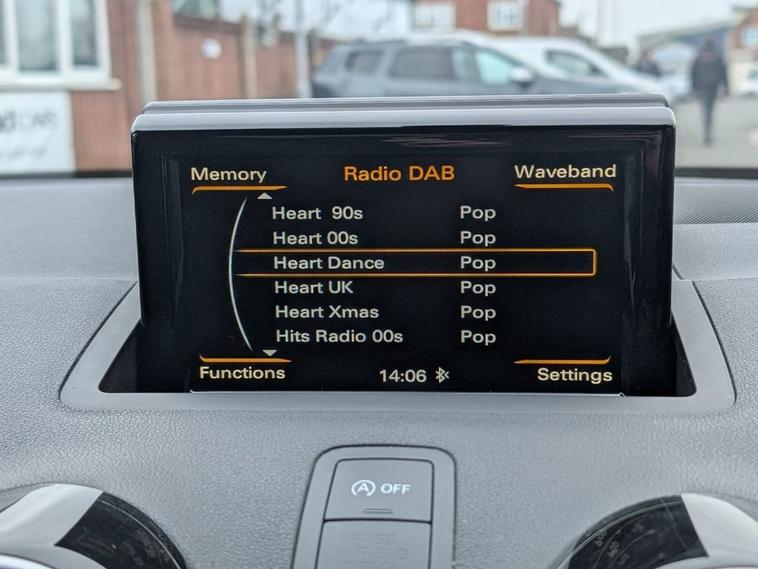 Memory Radio DAB Waveband
Heart 90s Pop
Heart 00s Pop
Heart Dance Pop
Heart UK Pop
Heart Xmas Pop
Hits Radio 00s Pop
Functions 14:06 Settings
A OFF